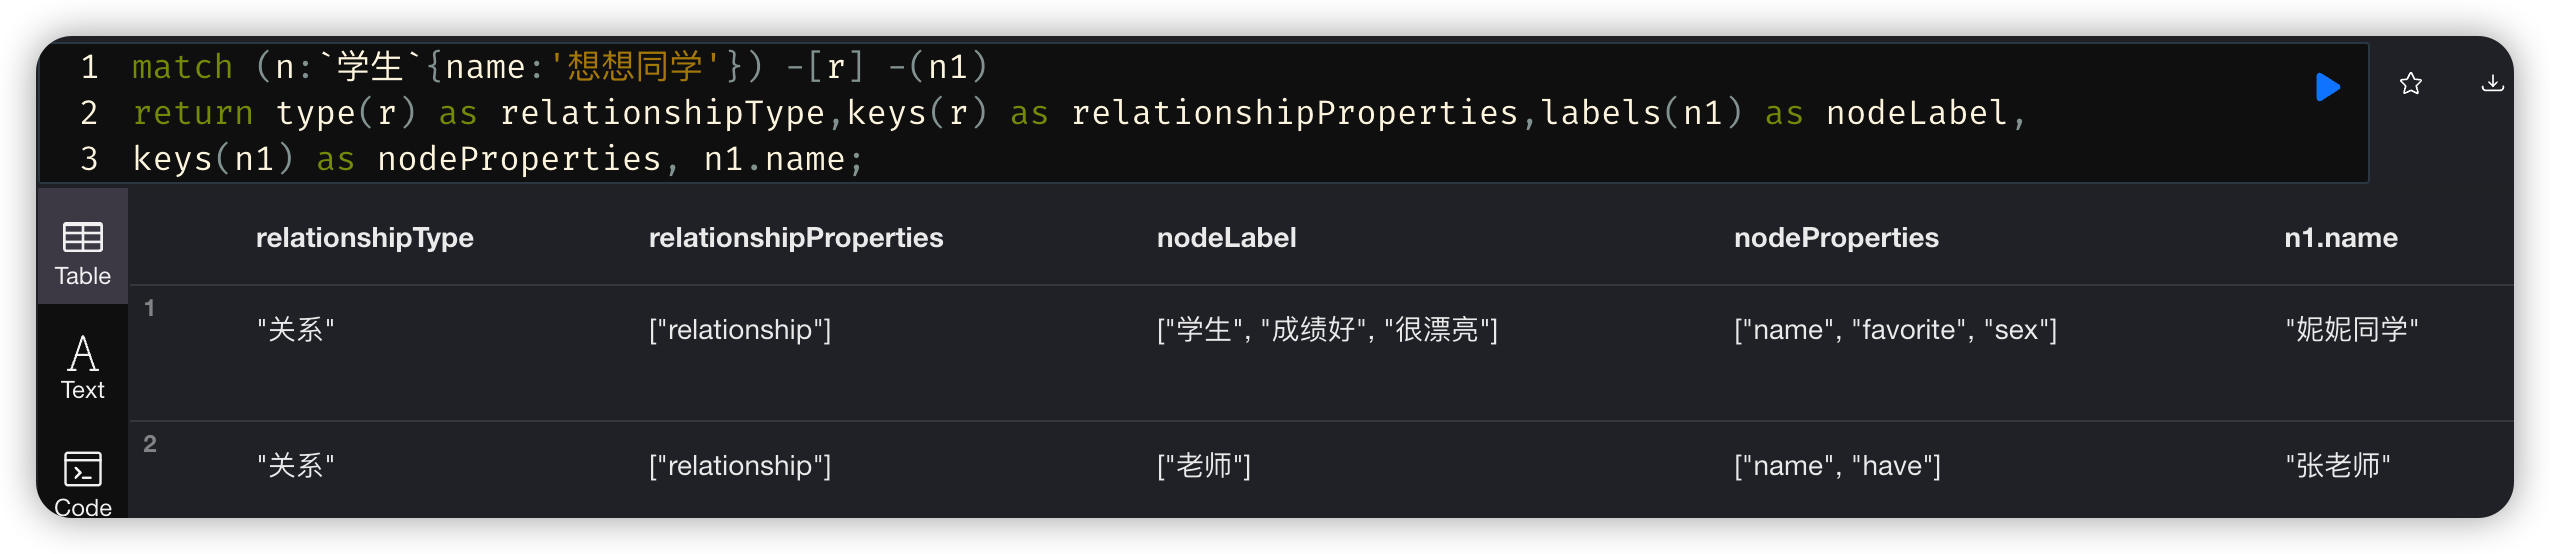 1 match (n:`学生`{name:'想想同学'}) -[r] -(n1)
2 return type(r) as relationshipType,keys(r) as relationshipProperties,labels(n1) as nodeLabel,
3 keys(n1) as nodeProperties, n1.name;
Table
Text
Code
relationshipType relationshipProperties nodeLabel nodeProperties n1.name
1 "关系" ["relationship"] ["学生", "成绩好", "很漂亮"] ["name", "favorite", "sex"] "妮妮同学"
2 "关系" ["relationship"] ["老师"] ["name", "have"] "张老师"